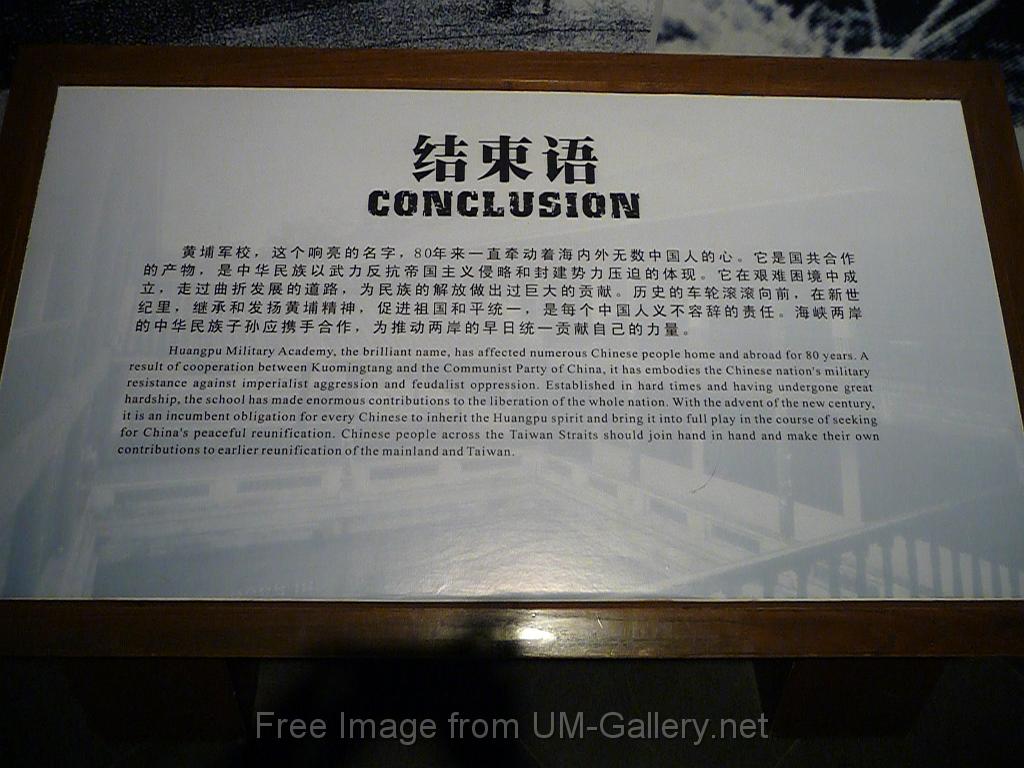 结束语
CONCLUSION
黄埔军校，这个响亮的名字，80年来一直牵动着海内外无数中国人的心。它是国共合作
的产物，是中华民族以武力反抗帝国主义侵略和封建势力压迫的体现。它在艰难困境中成
立，走过曲折发展的道路，为民族的解放做出过巨大的贡献。历史的车轮滚滚向前，在新世
纪里，继承和发扬黄埔精神，促进祖国和平统一，是每个中国人义不容辞的责任。海峡两岸
的中华民族子孙应携手合作，为推动两岸的早日统一贡献自己的力量。
Huangpu Military Academy, the brilliant name, has affected numerous Chinese people home and abroad for 80 years. A
result of cooperation between Kuomingtang and the Communist Party of China, it has embodies the Chinese nation's military
resistance against imperialist aggression and feudalist oppression. Established in hard times and having undergone great
hardship, the school has made enormous contributions to the liberation of the whole nation. With the advent of the new century,
it is an incumbent obligation for every Chinese to inherit the Huangpu spirit and bring it into full play in the course of seeking
for China's peaceful reunification. Chinese people across the Taiwan Straits should join hand in hand and make their own
contributions to earlier reunification of the mainland and Taiwan.
Free Image from UM-Gallery.net